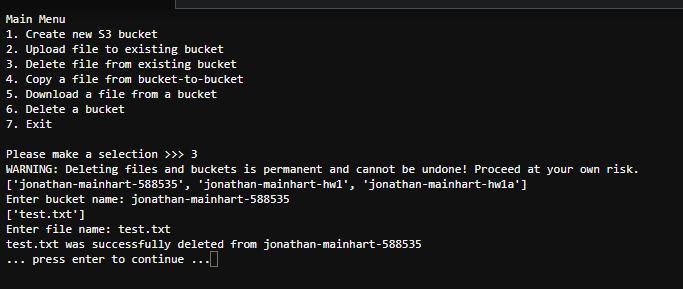 Main Menu
1. Create new S3 bucket
2. Upload file to existing bucket
3. Delete file from existing bucket
4. Copy a file from bucket-to-bucket
5. Download a file from a bucket
6. Delete a bucket
7. Exit
Please make a selection >>> 3
WARNING: Deleting files and buckets is permanent and cannot be undone! Proceed at your own risk.
['jonathan-mainhart-588535', 'jonathan-mainhart-hw1', 'jonathan-mainhart-hw1a']
Enter bucket name: jonathan-mainhart-588535
['test.txt']
Enter file name: test.txt
test.txt was successfully deleted from jonathan-mainhart-588535
... press enter to continue ...